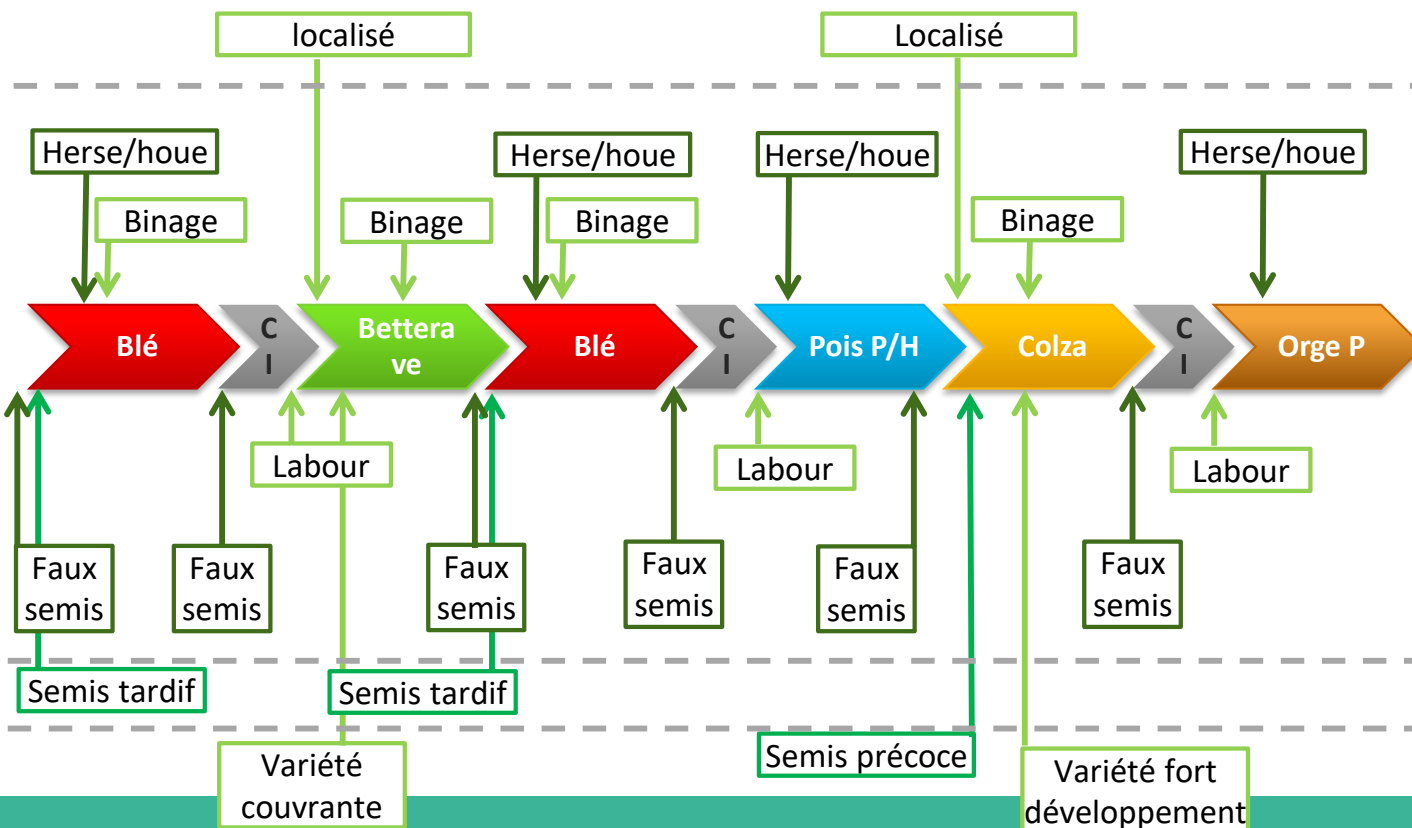 localisé
Localisé
Herse/houe
Herse/houe
Herse/houe
Herse/houe
Binage
Binage
Binage
Binage
Blé
C
I
Bettera
ve
Blé
C
I
Pois P/H
Colza
C
I
Orge P
Labour
Labour
Labour
Faux
semis
Faux
semis
Faux
semis
Faux
semis
Faux
semis
Faux
semis
Semis tardif
Semis tardif
Semis précoce
Variété
couvrante
Variété fort
développement